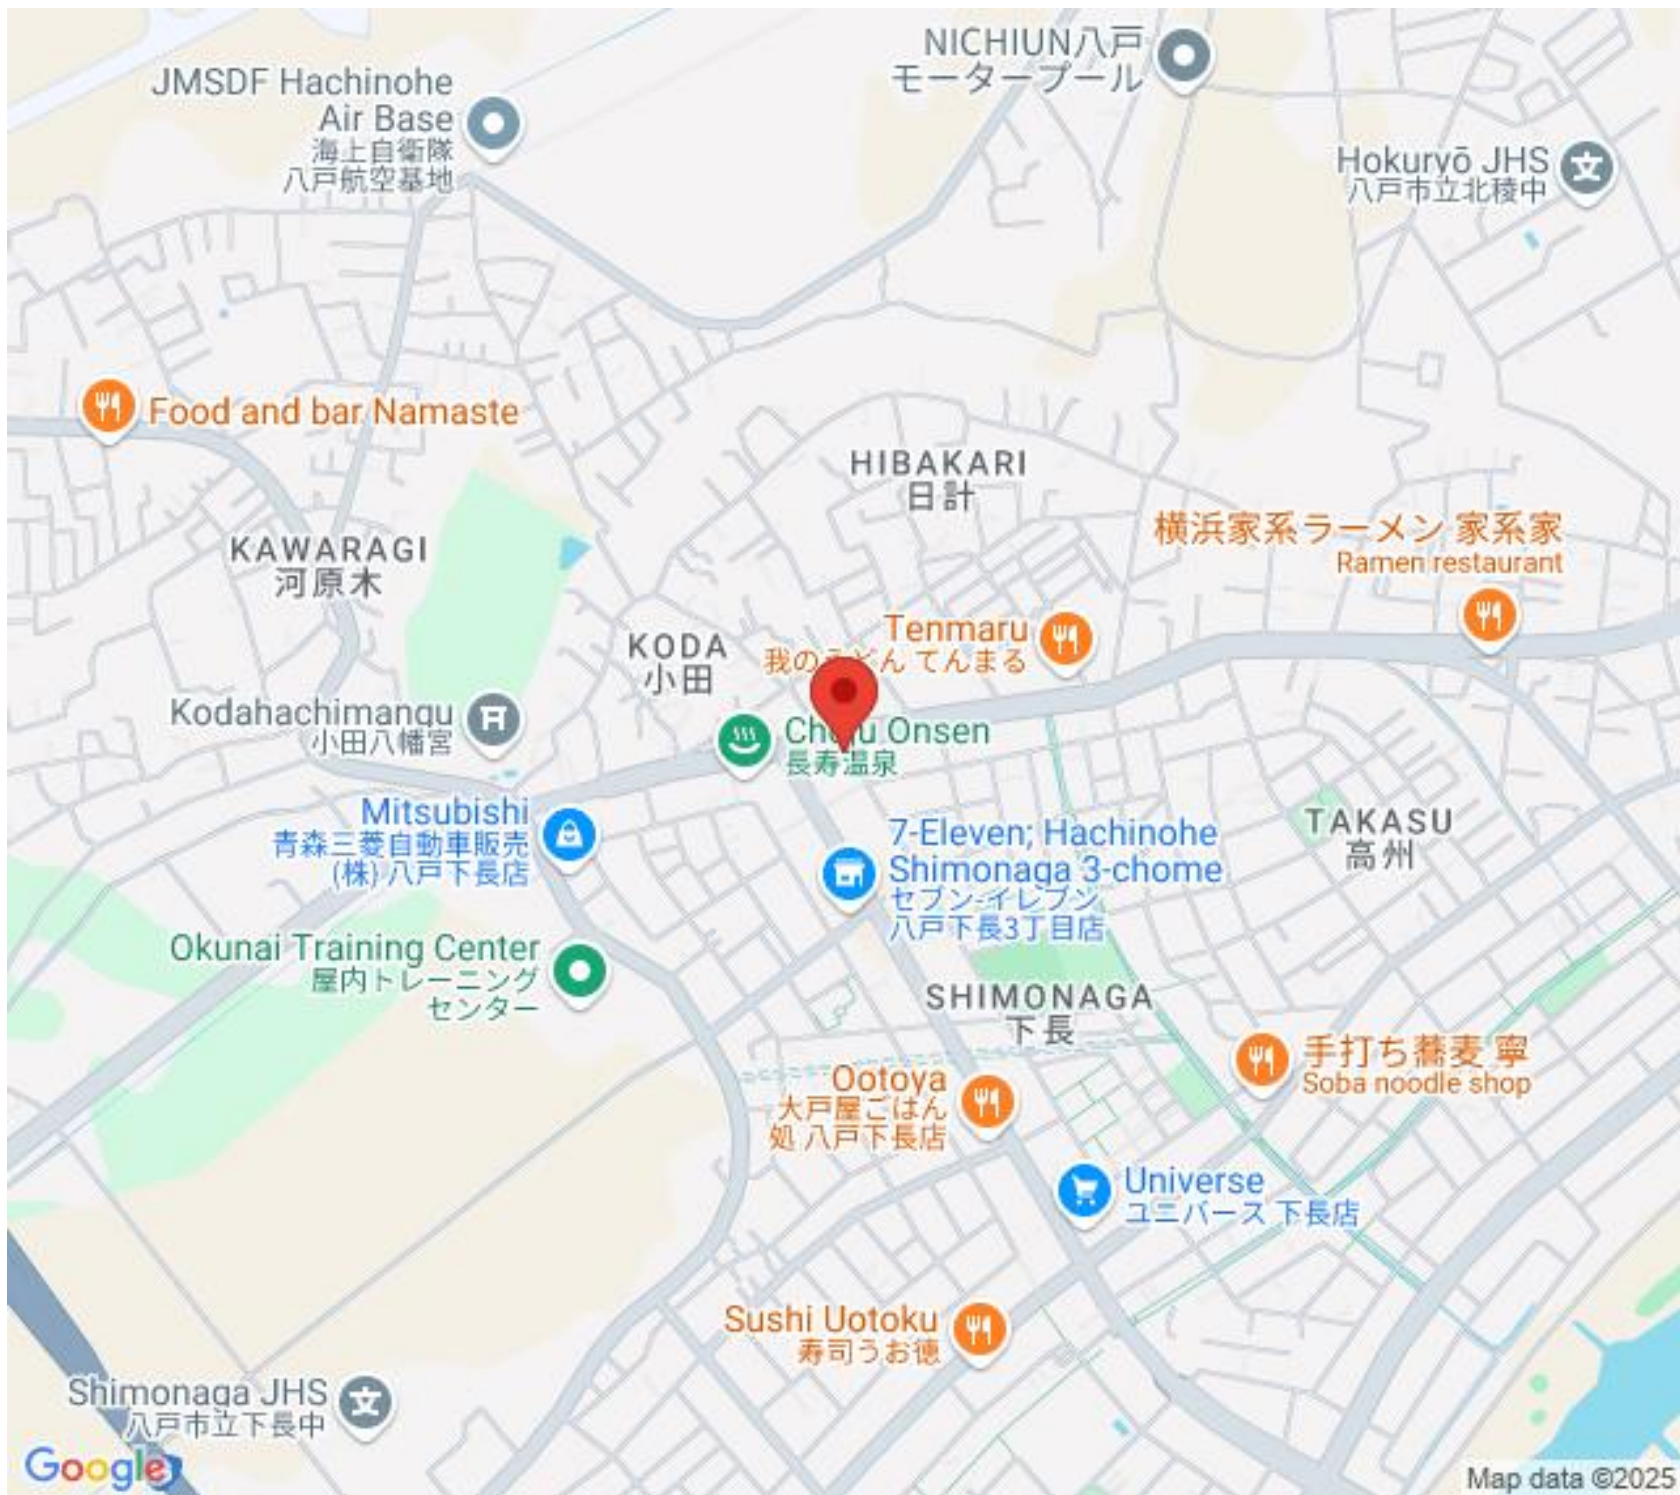 NICHIUN八戸
モータープール
JMSDF Hachinohe
Air Base
海上自衛隊
八戸航空基地
Hokuryō JHS
八戸市立北稜中
Food and bar Namaste
HIBAKARI
日計
横浜家系ラーメン 家系家
Ramen restaurant
KAWARAGI
河原木
KODA
小田
Tenmaru
我の ん てんまる
Kodahachimangu
小田八幡宮
Onsen
長寿温泉
Mitsubishi
青森三菱自動車販売
(株) 八戸下長店
7-Eleven; Hachinohe
Shimonaga 3-chome
セブン-イレブン
八戸下長3丁目店
TAKASU
高州
Okunai Training Center
屋内トレーニング
センター
SHIMONAGA
下長
手打ち蕎麦 寧
Soba noodle shop
Ootoya
大戸屋ごはん
処 八戸下長店
Universe
ユニバース 下長店
Sushi Uotoku
寿司うお徳
Shimonaga JHS
八戸市立下長中
Google
Map data ©2025